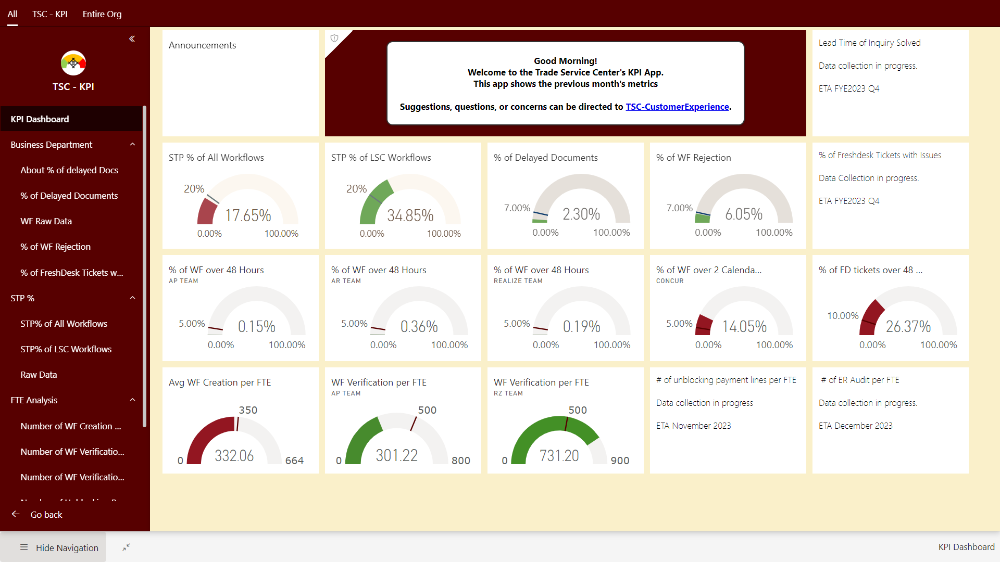 All
TSC - KPI
Entire Org
TSC - KPI
KPI Dashboard
Business Department
About % of delayed Docs
% of Delayed Documents
WF Raw Data
% of WF Rejection
% of FreshDesk Tickets w...
STP %
STP% of All Workflows
STP% of LSC Workflows
Raw Data
FTE Analysis
Number of WF Creation ...
Number of WF Verificatio...
Number of WF Verificatio...
Go back
Hide Navigation
KPI Dashboard
Announcements
Good Morning!
Welcome to the Trade Service Center's KPI App.
This app shows the previous month's metrics
Suggestions, questions, or concerns can be directed to TSC-CustomerExperience.
Lead Time of Inquiry Solved
Data collection in progress.
ETA FYE2023 Q4
STP % of All Workflows
20%
17.65%
0.00%
100.00%
STP % of LSC Workflows
20%
34.85%
0.00%
100.00%
% of Delayed Documents
7.00%
2.30%
0.00%
100.00%
% of WF Rejection
7.00%
6.05%
0.00%
100.00%
% of Freshdesk Tickets with Issues
Data Collection in progress.
ETA FYE2023 Q4
% of WF over 48 Hours
AP TEAM
5.00%
0.15%
0.00%
100.00%
% of WF over 48 Hours
AR TEAM
5.00%
0.36%
0.00%
100.00%
% of WF over 48 Hours
REALIZE TEAM
5.00%
0.19%
0.00%
100.00%
% of WF over 2 Calenda...
CONCUR
5.00%
14.05%
0.00%
100.00%
% of FD tickets over 48 ...
10.00%
26.37%
0.00%
100.00%
Avg WF Creation per FTE
350
332.06
0
664
WF Verification per FTE
AP TEAM
500
301.22
0
800
WF Verification per FTE
RZ TEAM
500
731.20
0
900
# of unblocking payment lines per FTE
Data collection in progress
ETA November 2023
# of ER Audit per FTE
Data collection in progress.
ETA December 2023